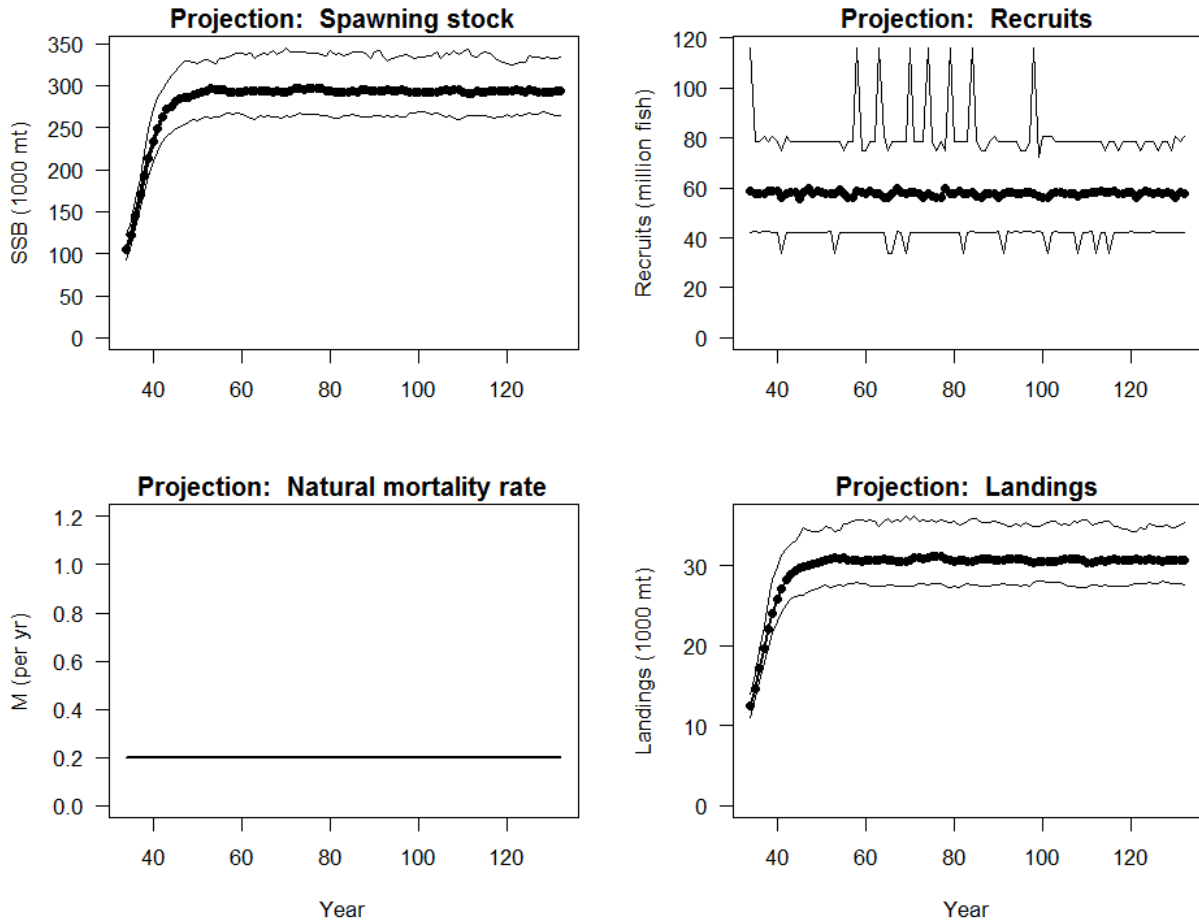 Projection: Spawning stock
SSB (1000 mt)
350
300
250
200
150
100
50
0
40 60 80 100 120
Projection: Recruits
Recruits (million fish)
120
100
80
60
40
20
0
40 60 80 100 120
Projection: Natural mortality rate
M (per yr)
1.2
1.0
0.8
0.6
0.4
0.2
0.0
40 60 80 100 120
Year
Projection: Landings
Landings (1000 mt)
30
20
10
0
40 60 80 100 120
Year